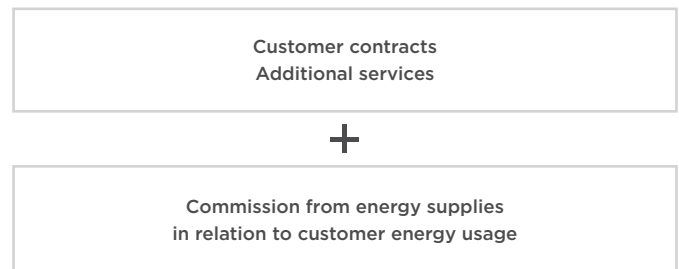 Customer contracts
Additional services
+
Commission from energy supplies
in relation to customer energy usage